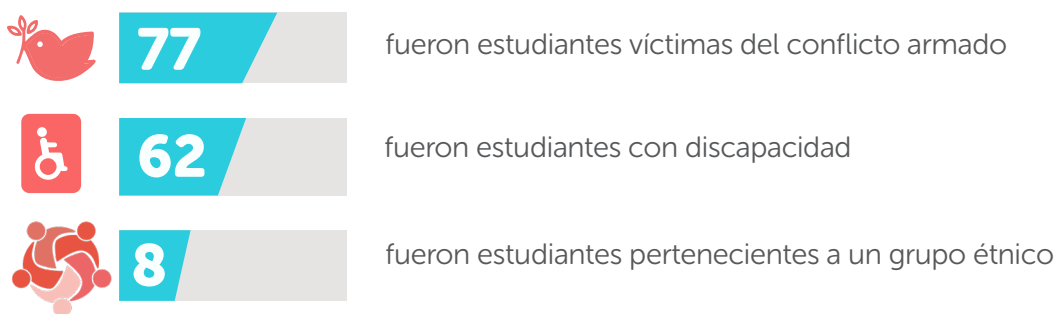 77 fueron estudiantes víctimas del conflicto armado
62 fueron estudiantes con discapacidad
8 fueron estudiantes pertenecientes a un grupo étnico